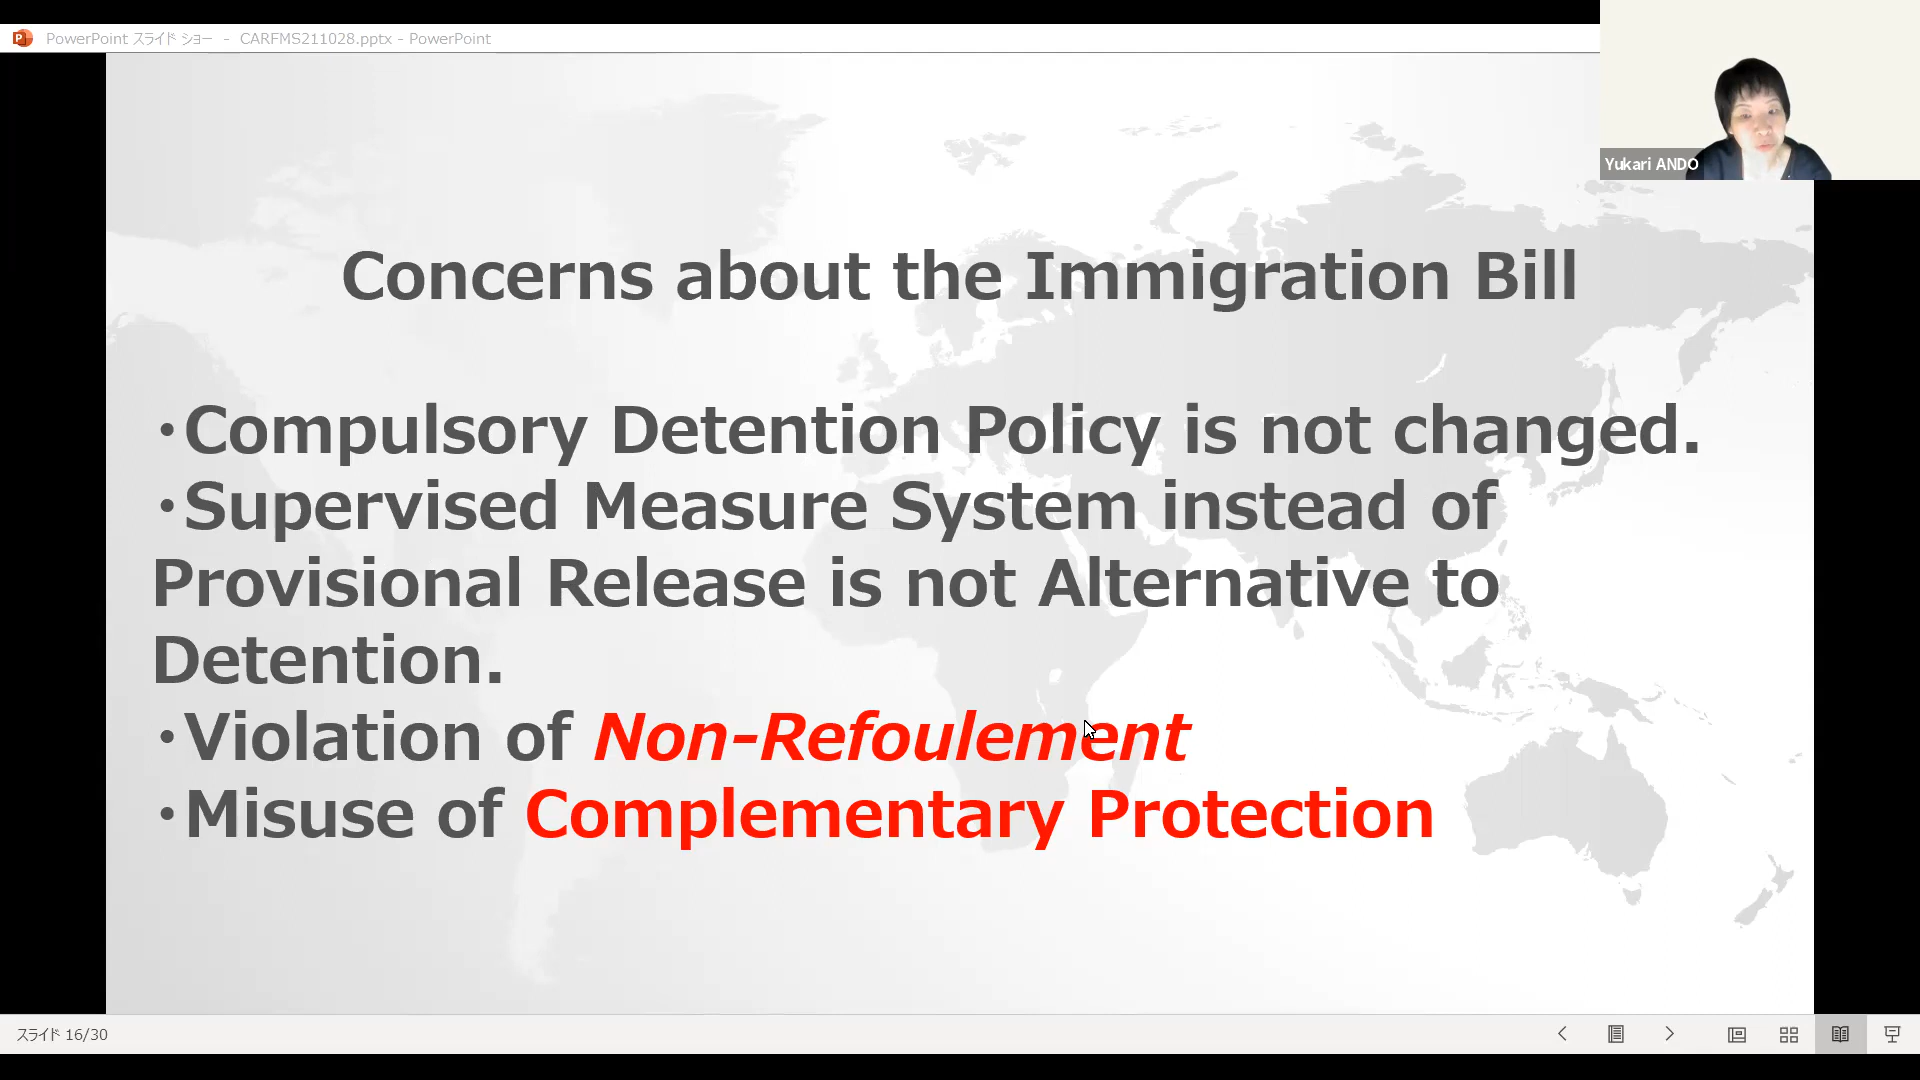 PowerPoint スライド ショー - CARFMS211028.pptx - PowerPoint
Yukari ANDO
Concerns about the Immigration Bill
・Compulsory Detention Policy is not changed.
・Supervised Measure System instead of
Provisional Release is not Alternative to
Detention.
・Violation of Non-Refoulement
・Misuse of Complementary Protection
スライド 16/30